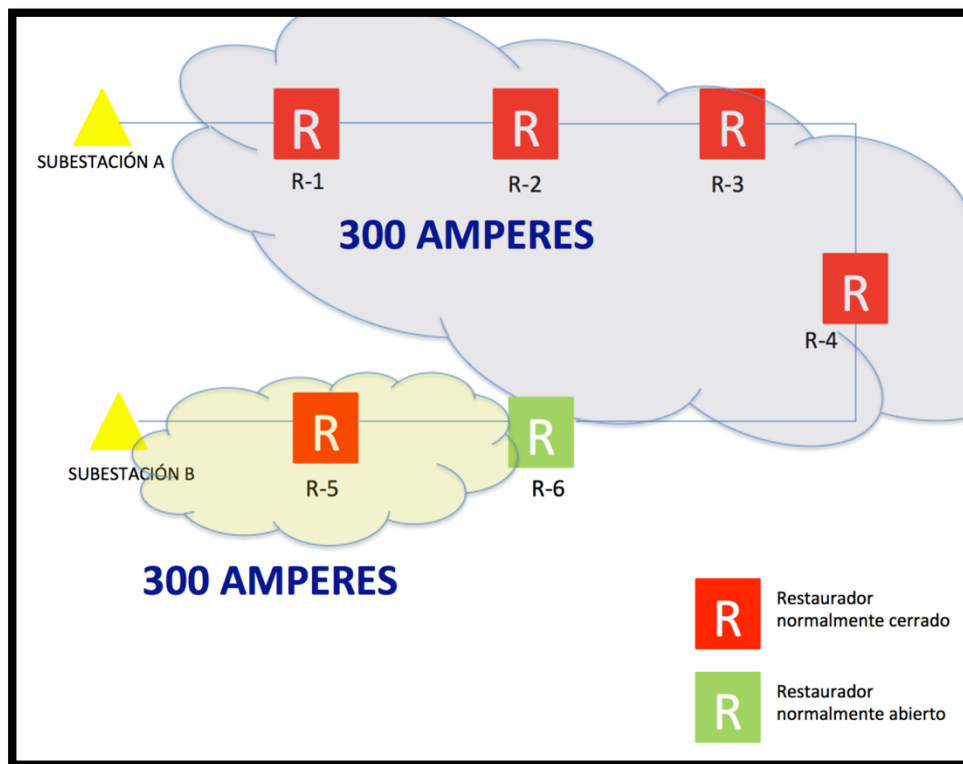 SUBESTACIÓN A
R
R-1
R
R-2
R
R-3
300 AMPERES
R
R-4
SUBESTACIÓN B
R
R-5
R
R-6
300 AMPERES
R
Restaurador
normalmente cerrado
R
Restaurador
normalmente abierto